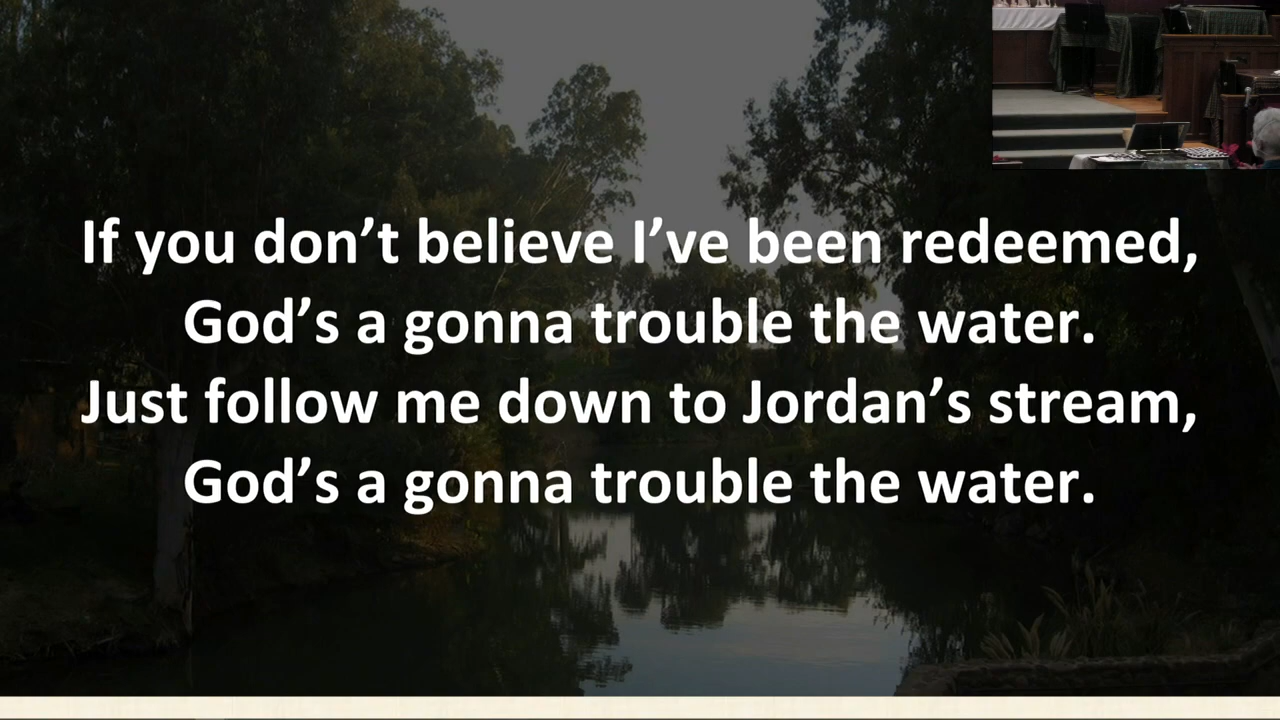 If you don’t believe I’ve been redeemed,
God’s a gonna trouble the water.
Just follow me down to Jordan’s stream,
God’s a gonna trouble the water.